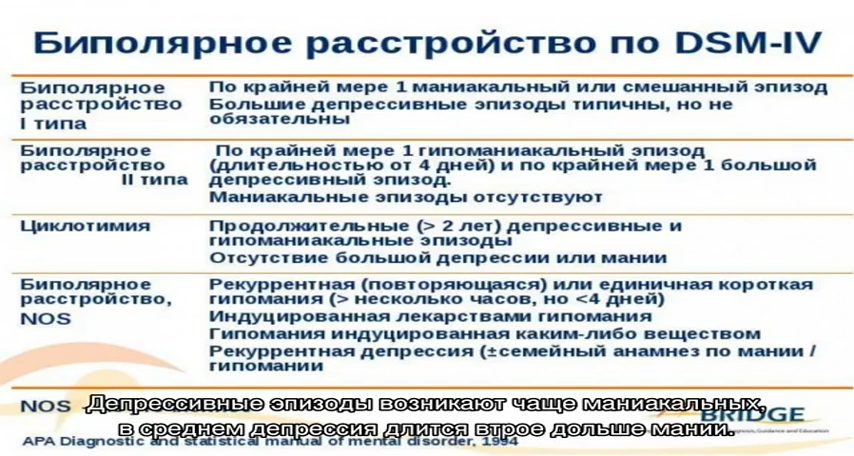 Биполярное расстройство по DSM-IV
Биполярное
расстройство
I типа
По крайней мере 1 маниакальный или смешанный эпизод
Большие депрессивные эпизоды типичны, но не
обязательны
Биполярное
расстройство
II типа
По крайней мере 1 гипоманиакальный эпизод
(длительностью от 4 дней) и по крайней мере 1 большой
депрессивный эпизод.
Маниакальные эпизоды отсутствуют
Циклотимия
Продолжительные (> 2 лет) депрессивные и
гипоманиакальные эпизоды
Отсутствие большой депрессии или мании
Биполярное
расстройство,
NOS
Рекуррентная (повторяющаяся) или единичная короткая
гипомания (> несколько часов, но <4 дней)
Индуцированная лекарствами гипомания
Гипомания индуцированная каким-либо веществом
Рекуррентная депрессия (±семейный анамнез по мании /
гипомании
NOS
Депрессивные эпизоды возникают чаще маниакальных,
в среднем депрессия длится втрое дольше мании.
BRIDGE
APA Diagnostic and statistical manual of mental disorder, 1994